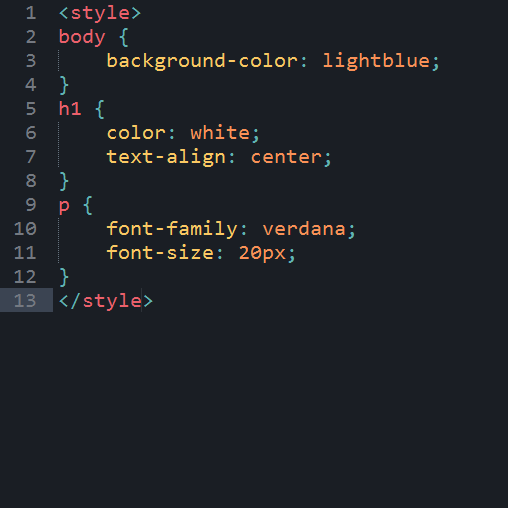 1 <style>
2 body {
3     background-color: lightblue;
4 }
5 h1 {
6     color: white;
7     text-align: center;
8 }
9 p {
10     font-family: verdana;
11     font-size: 20px;
12 }
13 </style>